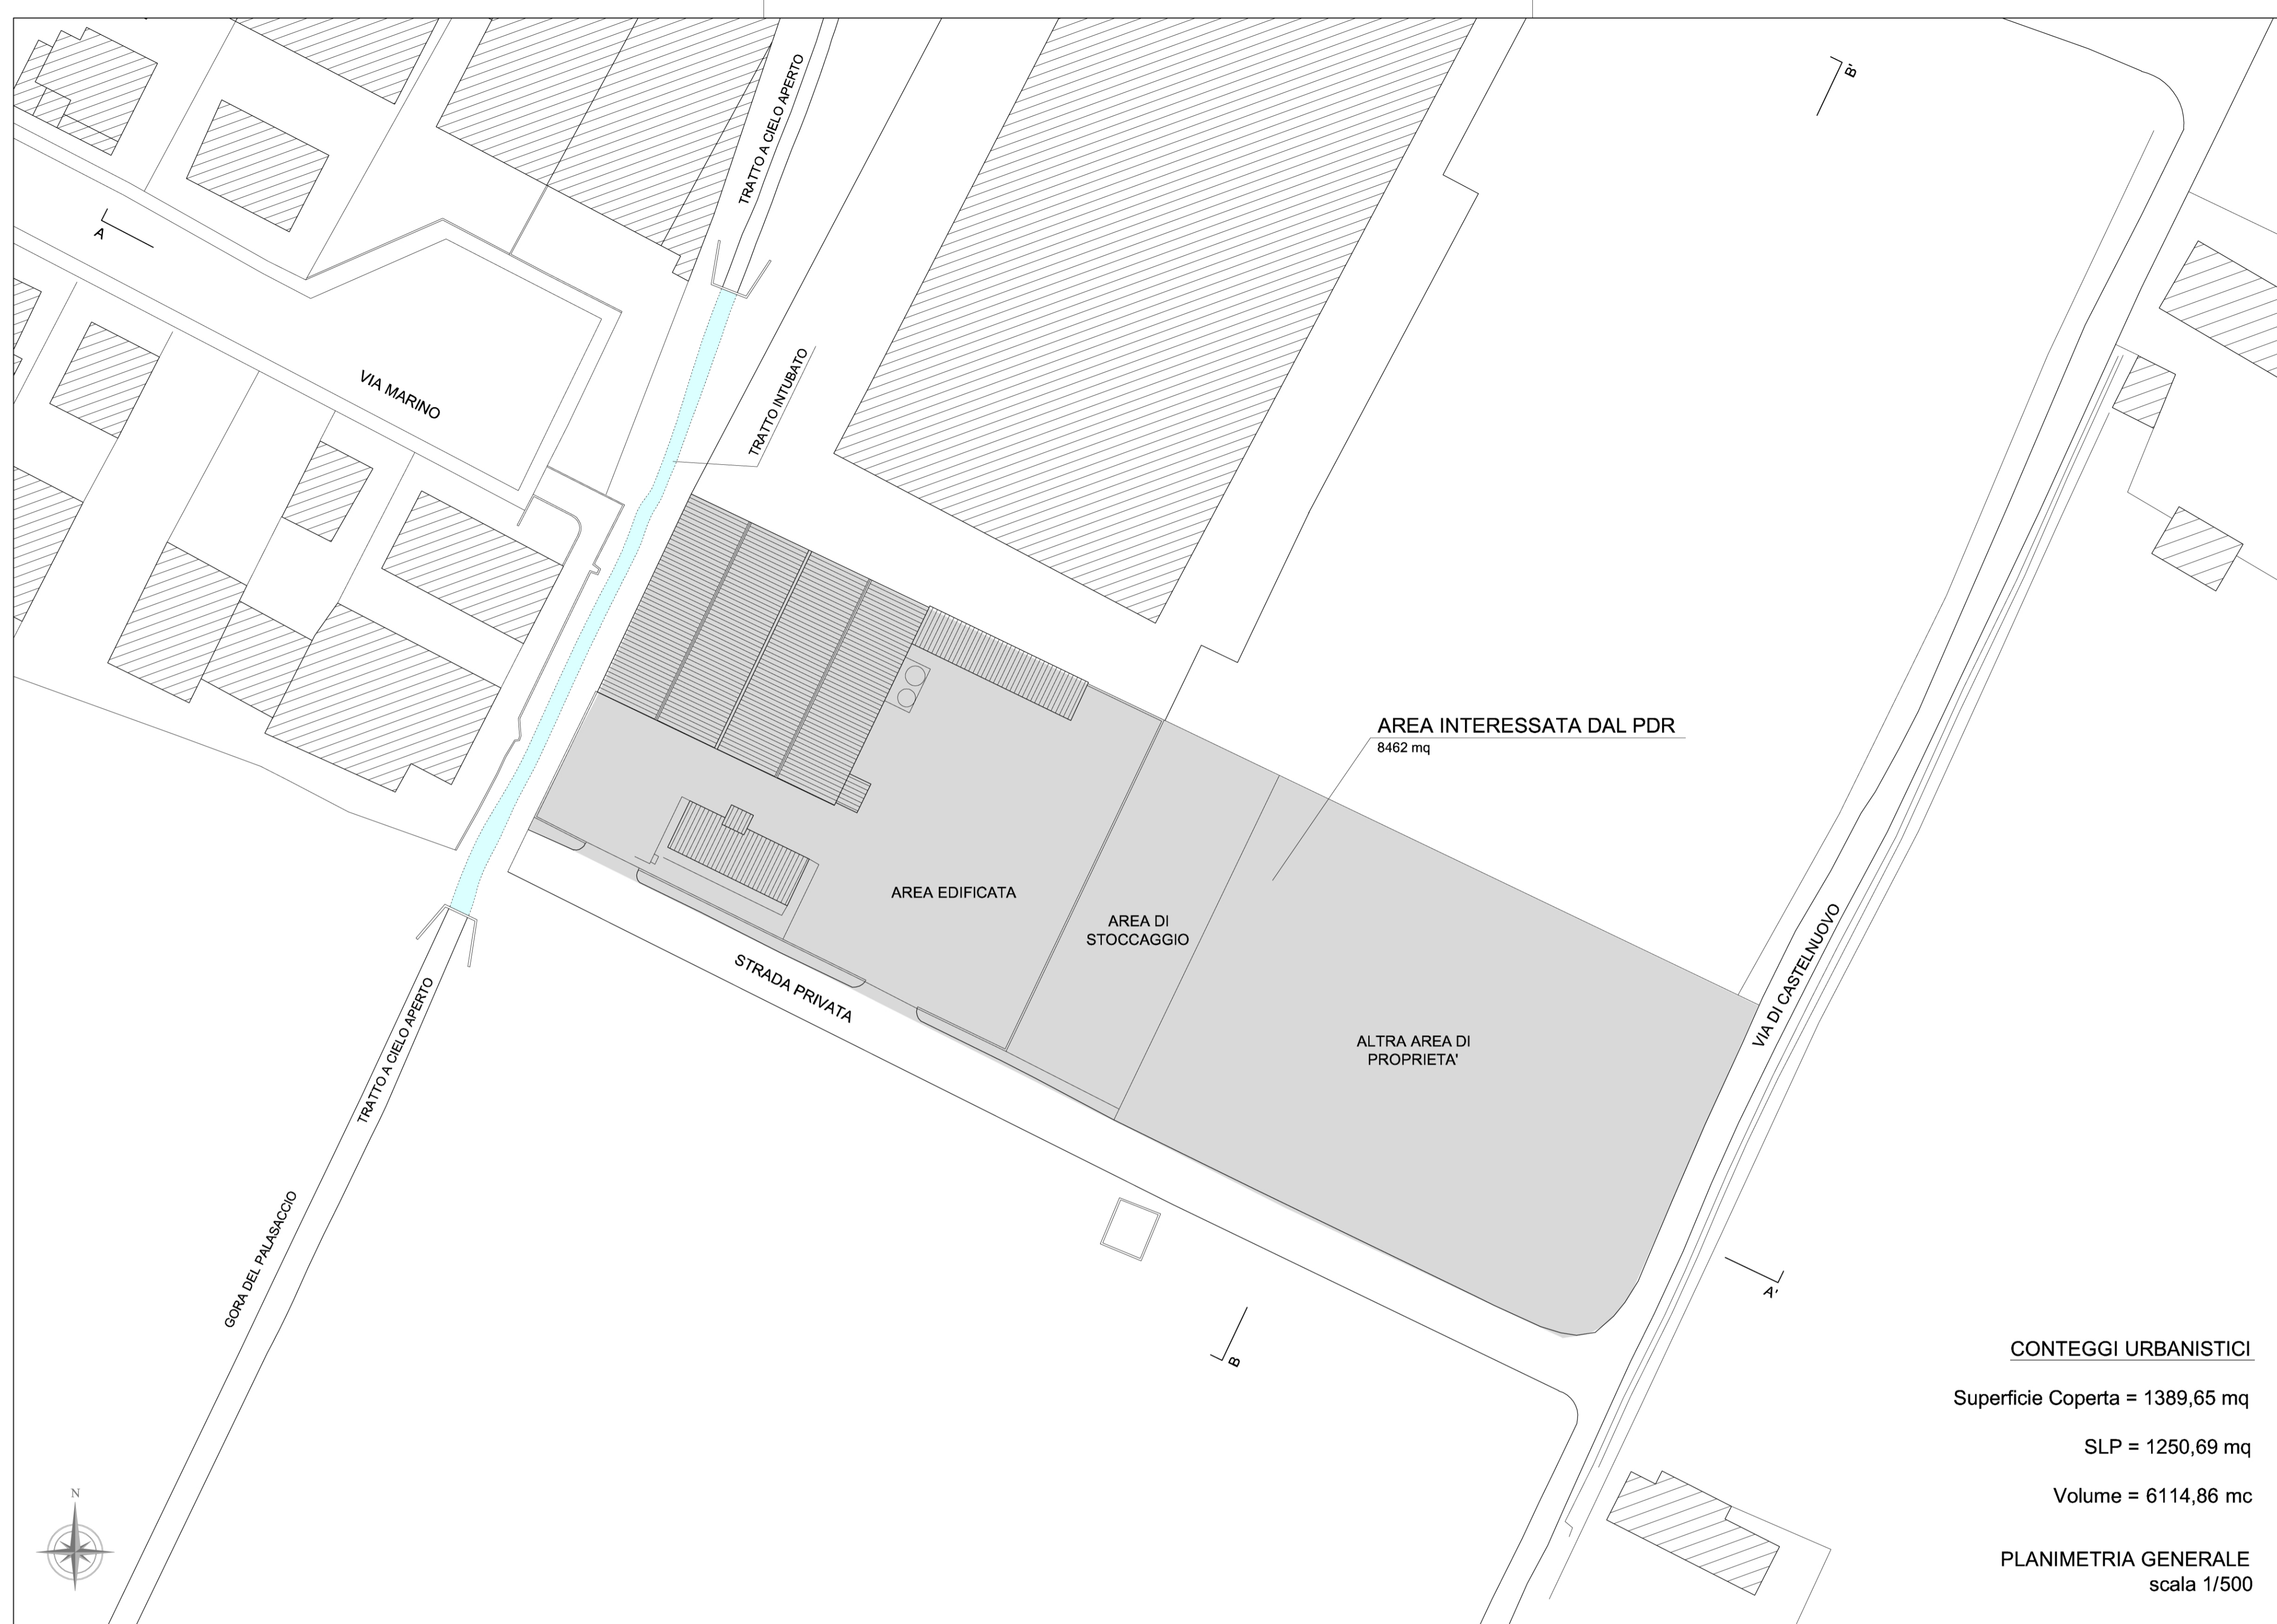 TRATTO A CIELO APERTO
B'
A
VIA MARINO
TRATTO INTUBATO
AREA INTERESSATA DAL PDR
8462 mq
AREA EDIFICATA
AREA DI
STOCCAGGIO
STRADA PRIVATA
ALTRA AREA DI
PROPRIETA'
VIA DI CASTELNUOVO
TRATTO A CIELO APERTO
GORA DEL PALASACCIO
A'
B
CONTEGGI URBANISTICI
Superficie Coperta = 1389,65 mq
SLP = 1250,69 mq
Volume = 6114,86 mc
N
PLANIMETRIA GENERALE
scala 1/500